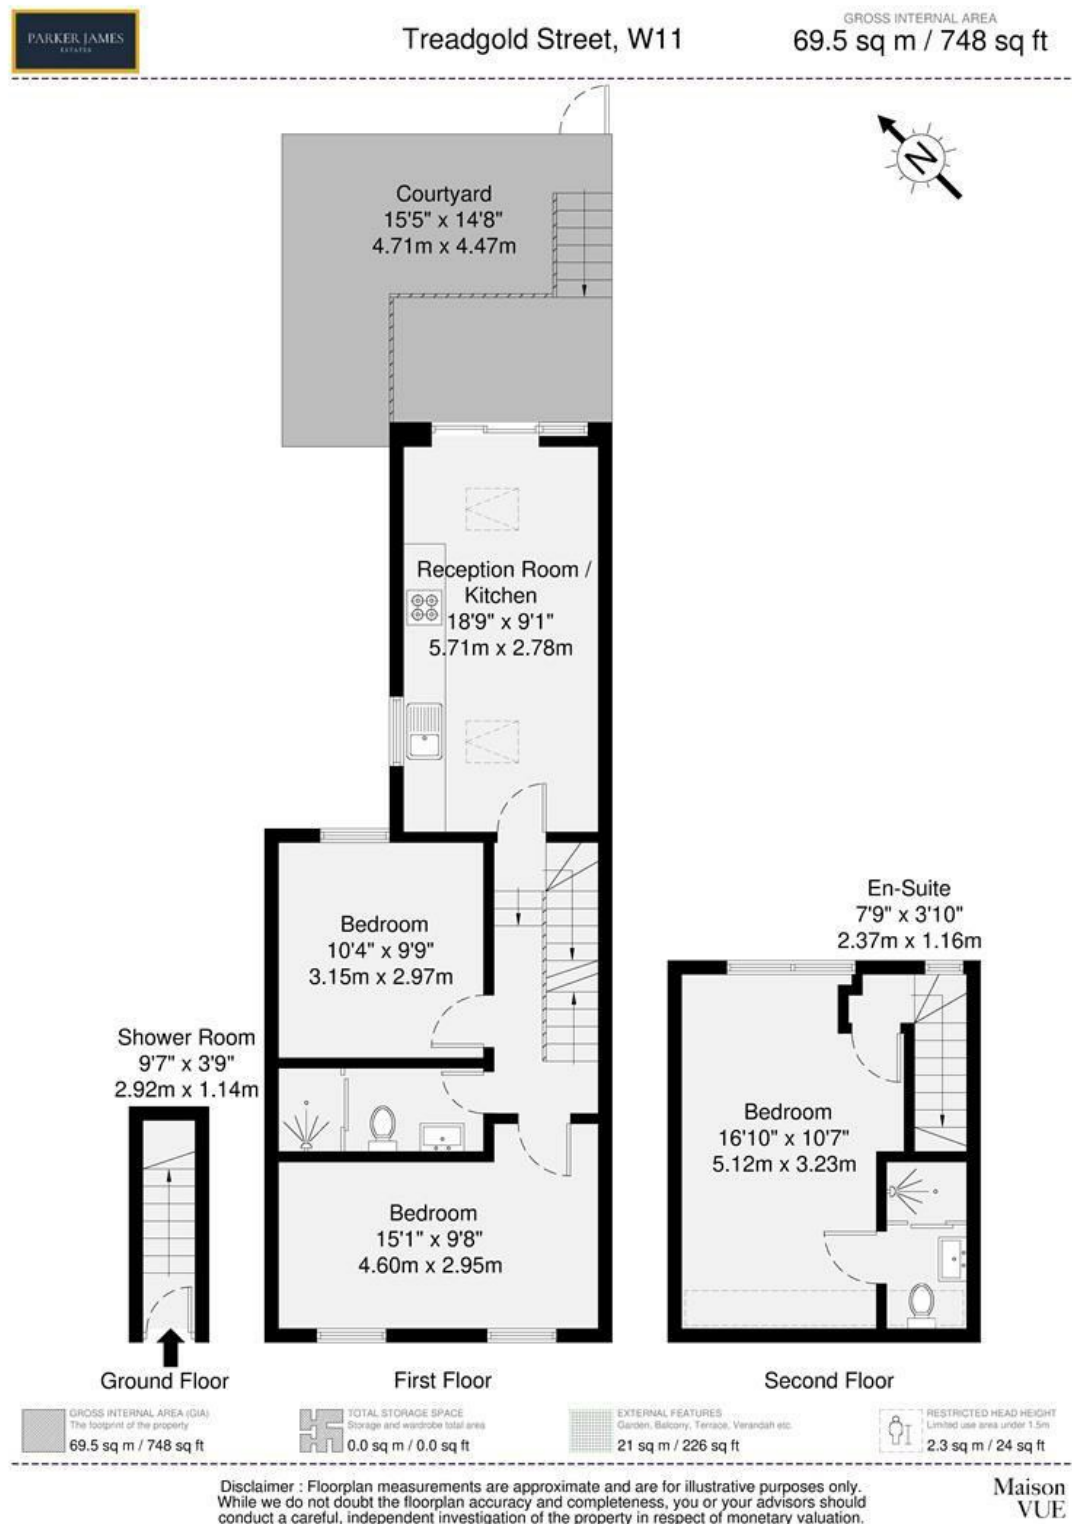 PARKER JAMES
ESTATES
Treadgold Street, W11
GROSS INTERNAL AREA
69.5 sq m / 748 sq ft
N
Courtyard
15'5" x 14'8"
4.71m x 4.47m
Reception Room /
Kitchen
18'9" x 9'1"
5.71m x 2.78m
Bedroom
10'4" x 9'9"
3.15m x 2.97m
En-Suite
7'9" x 3'10"
2.37m x 1.16m
Shower Room
9'7" x 3'9"
2.92m x 1.14m
Bedroom
16'10" x 10'7"
5.12m x 3.23m
Bedroom
15'1" x 9'8"
4.60m x 2.95m
Ground Floor
First Floor
Second Floor
GROSS INTERNAL AREA (GIA)
The footprint of the property
69.5 sq m / 748 sq ft
TOTAL STORAGE SPACE
Storage and wardrobe total area
0.0 sq m / 0.0 sq ft
EXTERNAL FEATURES
Garden, Balcony, Terrace, Verandah etc.
21 sq m / 226 sq ft
RESTRICTED HEAD HEIGHT
Limited use area under 1.5m
2.3 sq m / 24 sq ft
Disclaimer : Floorplan measurements are approximate and are for illustrative purposes only.
While we do not doubt the floorplan accuracy and completeness, you or your advisors should
conduct a careful, independent investigation of the property in respect of monetary valuation.
Maison
VUE